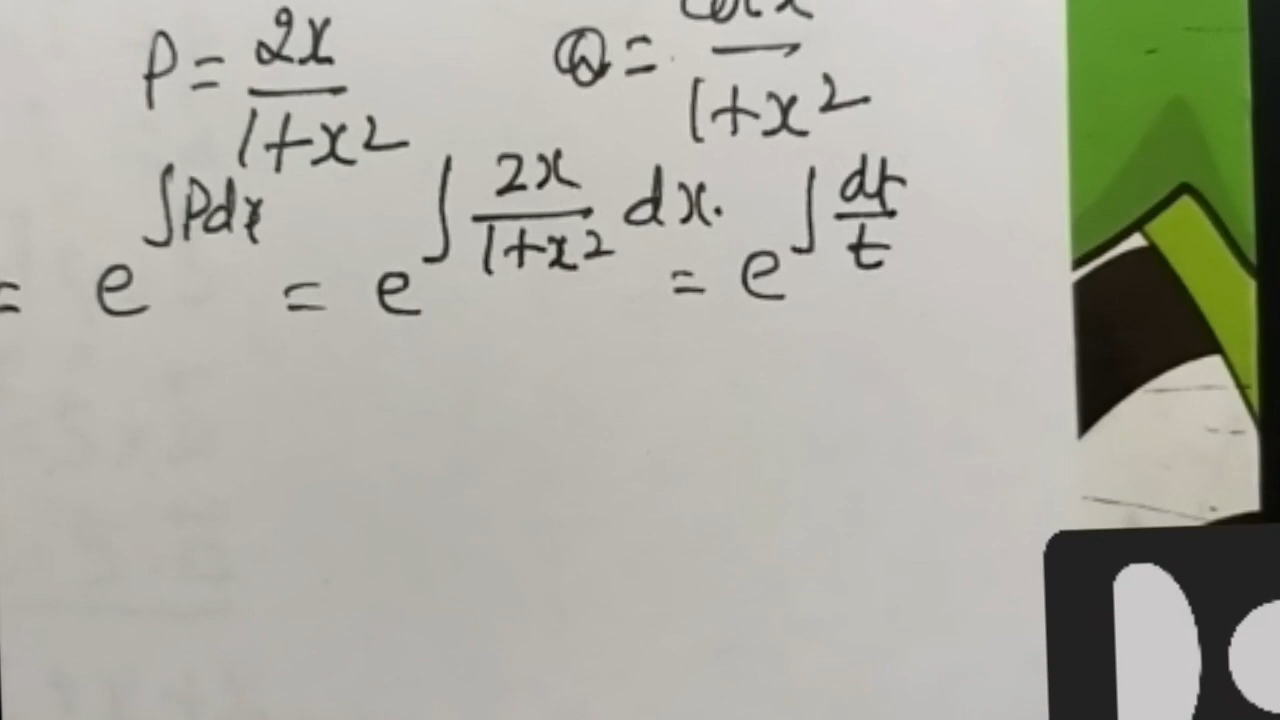 P = 2x / 1+x² Q = / 1+x²
= e^∫Pdx = e^∫ 2x / 1+x² dx. = e^∫ dt / t